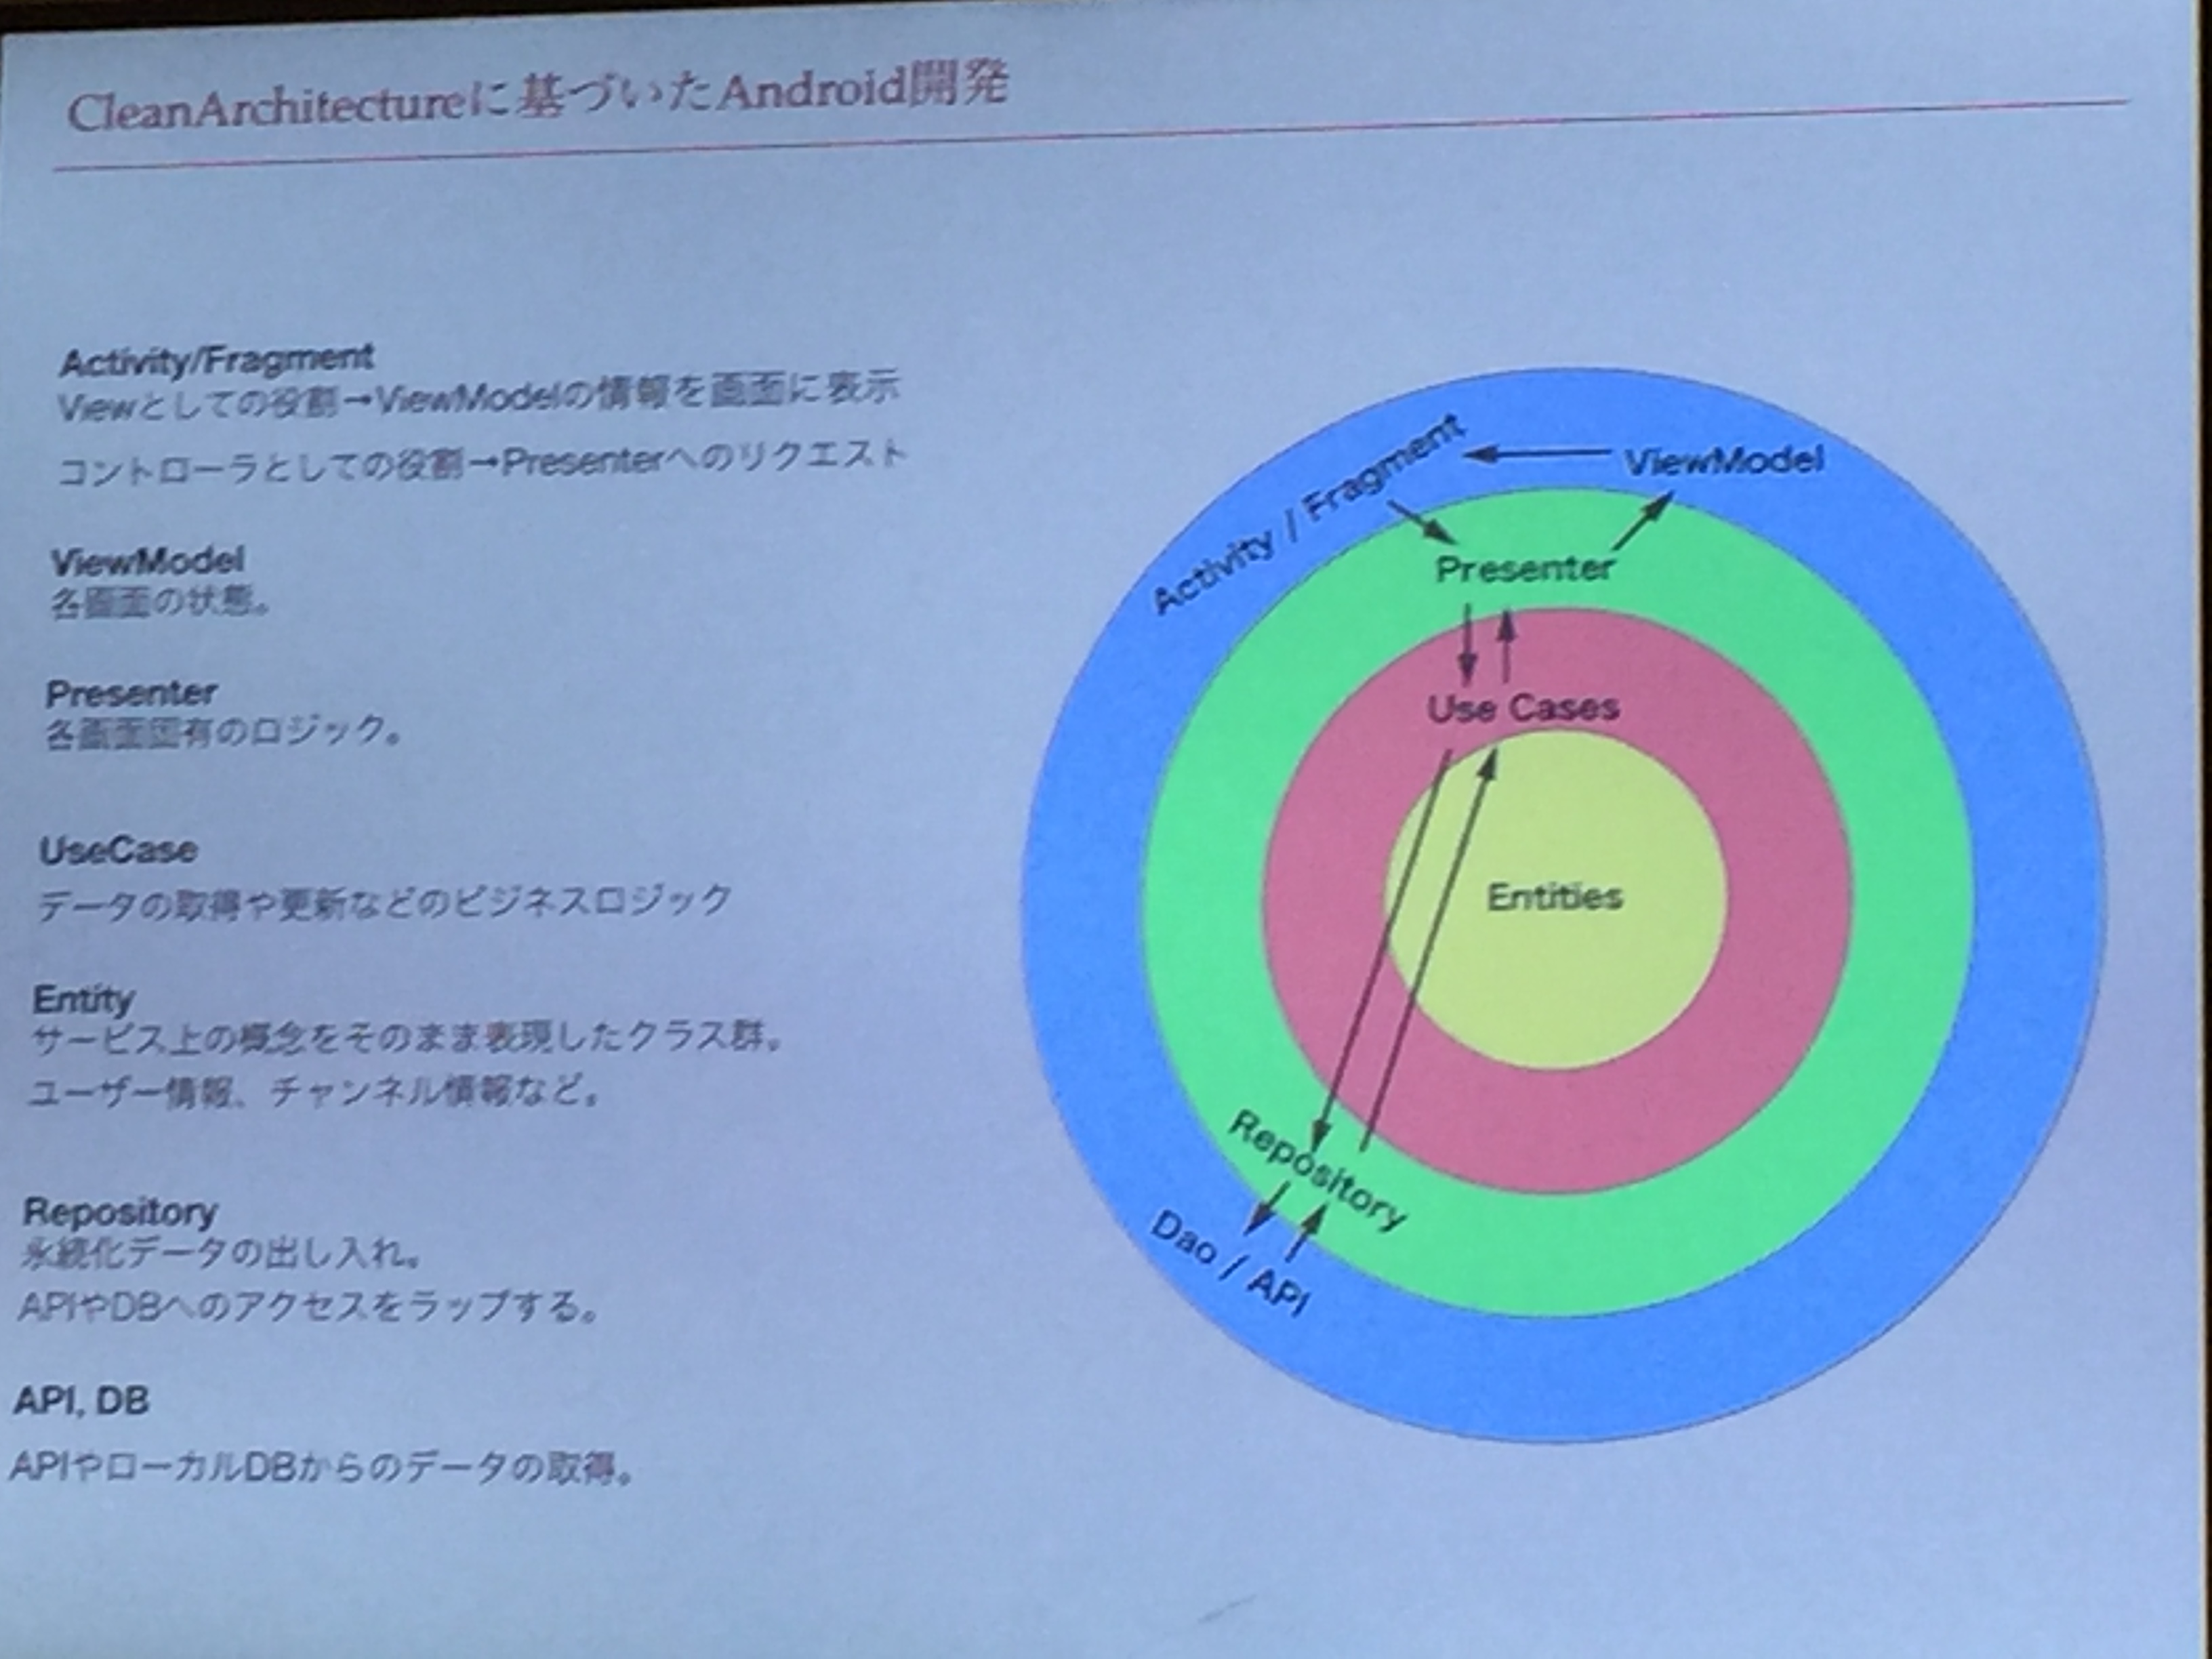 CleanArchitectureに基づいたAndroid開発
Activity/Fragment
Viewとしての役割→ViewModelの情報を画面に表示
コントローラとしての役割→Presenterへのリクエスト
ViewModel
各画面の状態。
Presenter
各画面固有のロジック。
UseCase
データの取得や更新などのビジネスロジック
Entity
サービス上の概念をそのまま表現したクラス群。
ユーザー情報、チャンネル情報など。
Repository
永続化データの出し入れ。
APIやDBへのアクセスをラップする。
API, DB
APIやローカルDBからのデータの取得。
Activity / Fragment
ViewModel
Presenter
Use Cases
Entities
Repository
Dao / API